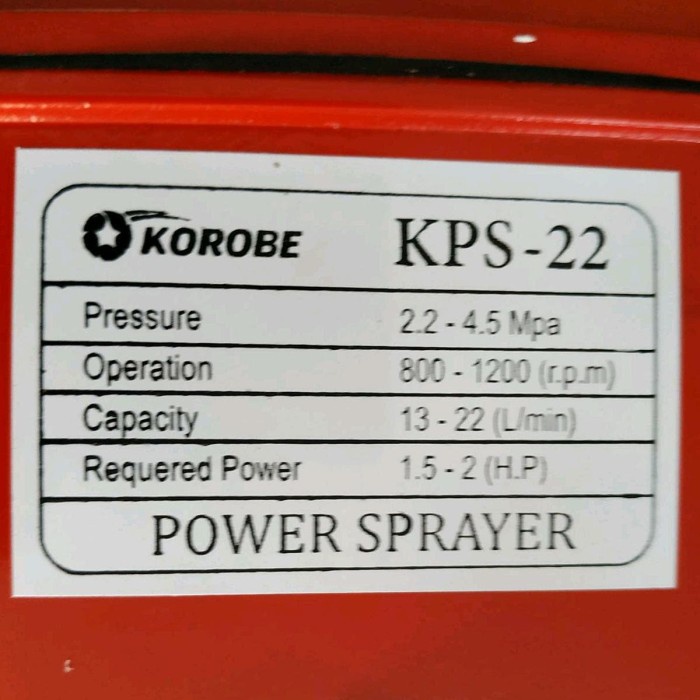 KOROBE KPS-22
Pressure 2.2 - 4.5 Mpa
Operation 800 - 1200 (r.p.m)
Capacity 13 - 22 (L/min)
Requered Power 1.5 - 2 (H.P)
POWER SPRAYER